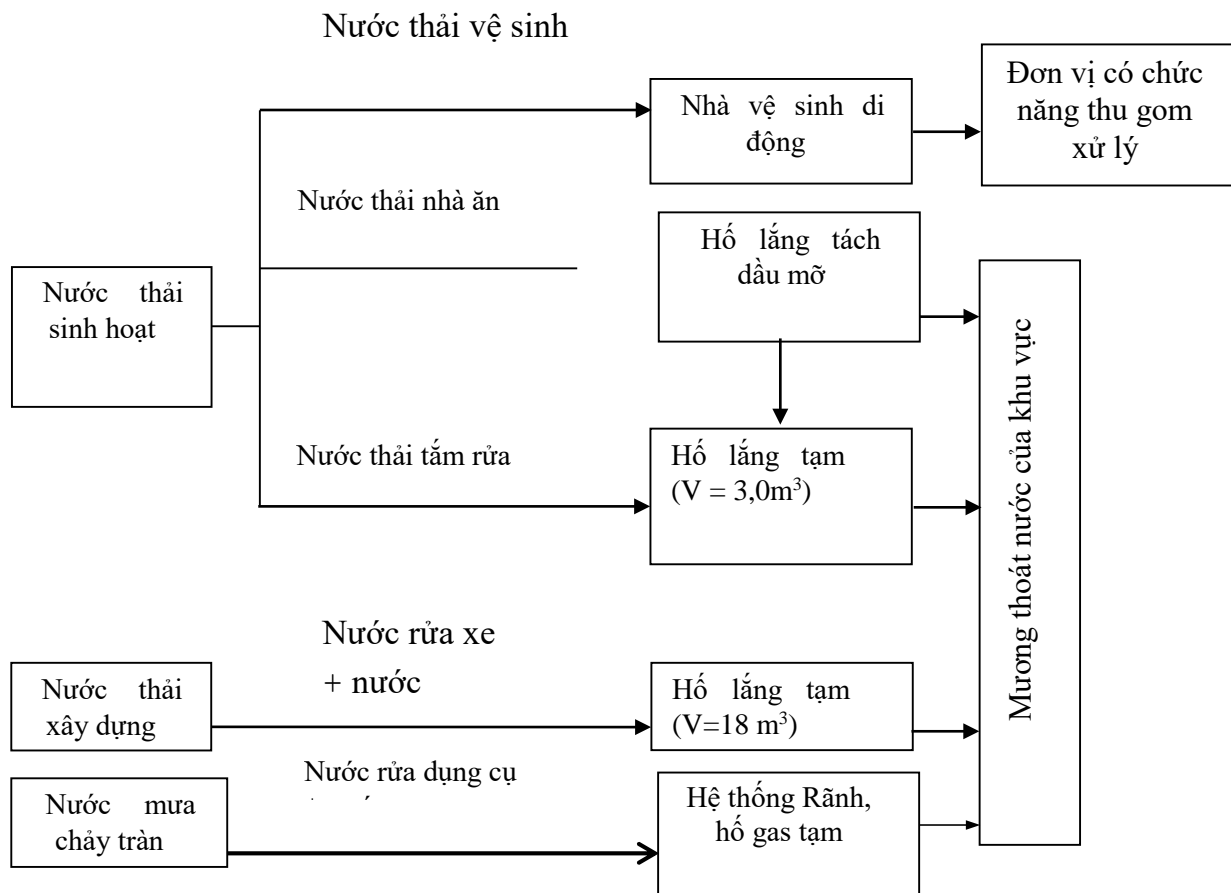 Nước thải vệ sinh
Nhà vệ sinh di
động
Đơn vị có chức
năng thu gom
xử lý
Nước thải nhà ăn
Hố lắng tách
dầu mỡ
Nước thải
sinh hoạt
Nước thải tắm rửa
Hố lắng tạm
(V = 3,0m³)
Mương thoát nước của khu vực
Nước rửa xe
+ nước
Nước thải
xây dựng
Hố lắng tạm
(V=18 m³)
Nước rửa dụng cụ
Nước mưa
chảy tràn
Hệ thống Rãnh,
hố gas tạm